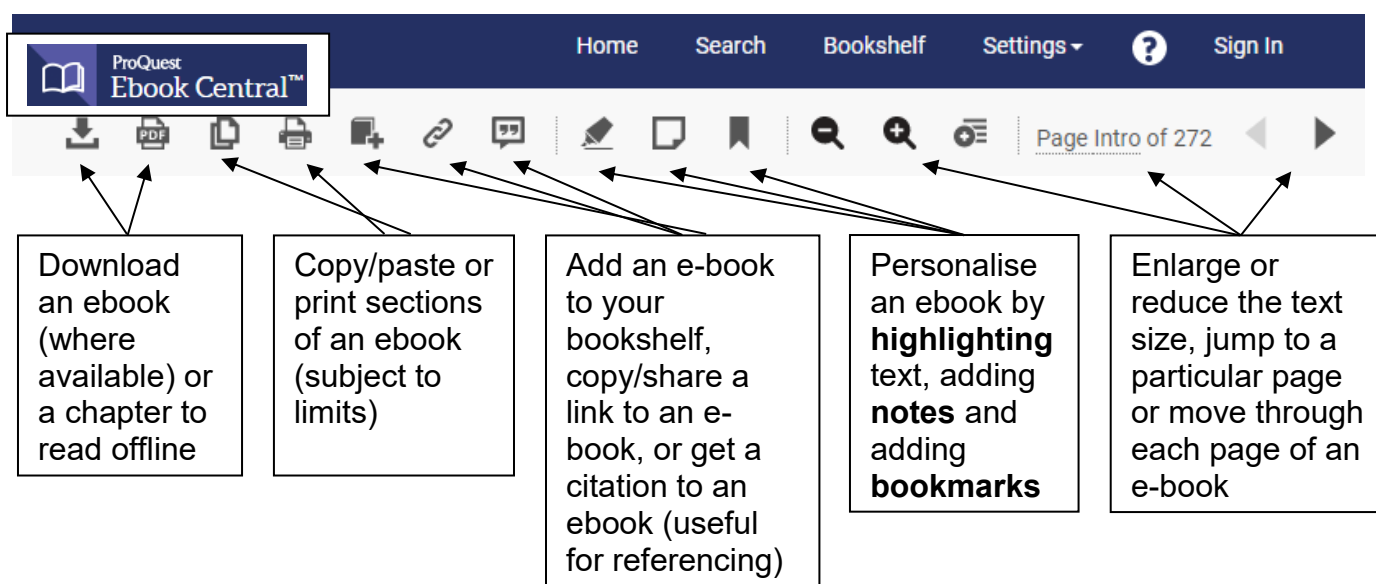 Home Search Bookshelf Settings ? Sign In
ProQuest
Ebook Central™
PDF
Page Intro of 272
Download
an ebook
(where
available) or
a chapter to
read offline
Copy/paste or
print sections
of an ebook
(subject to
limits)
Add an e-book
to your
bookshelf,
copy/share a
link to an e-
book, or get a
citation to an
ebook (useful
for referencing)
Personalise
an ebook by
highlighting
text, adding
notes and
adding
bookmarks
Enlarge or
reduce the text
size, jump to a
particular page
or move through
each page of an
e-book